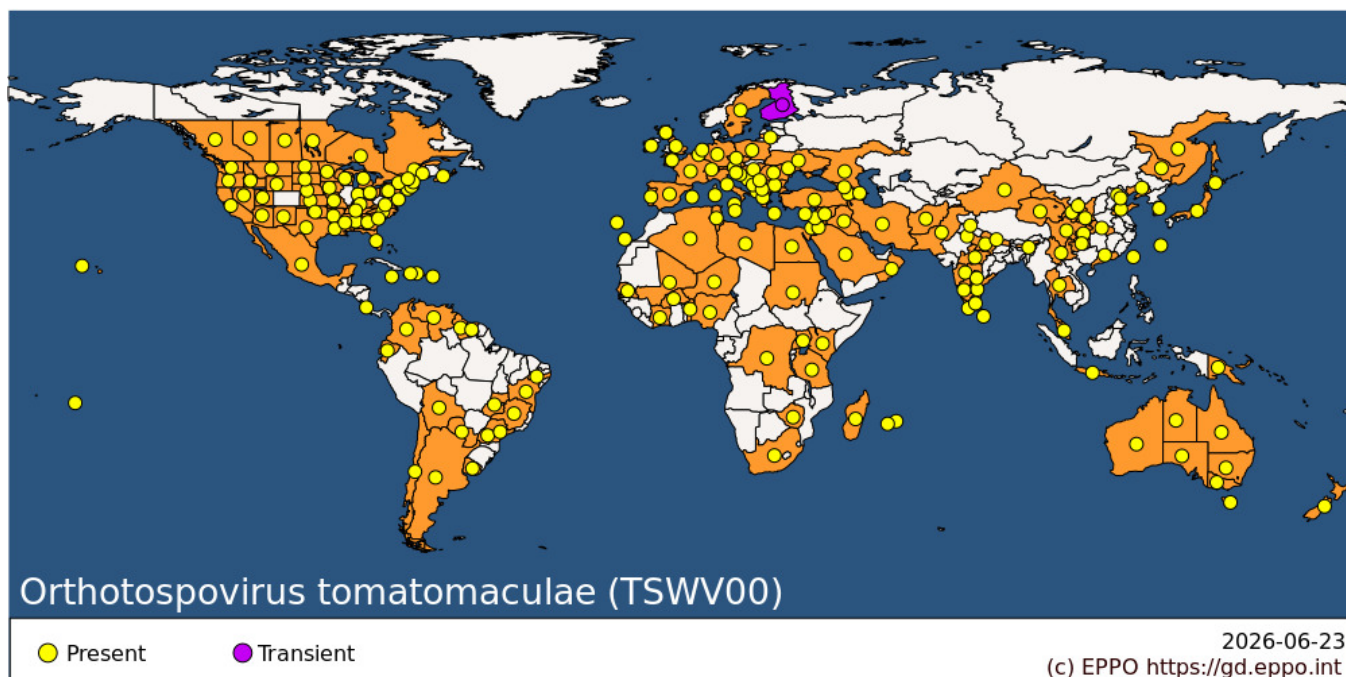 Orthotospovirus tomatomaculae (TSWV00)
Present
Transient
2026-06-23
(c) EPPO https://gd.eppo.int